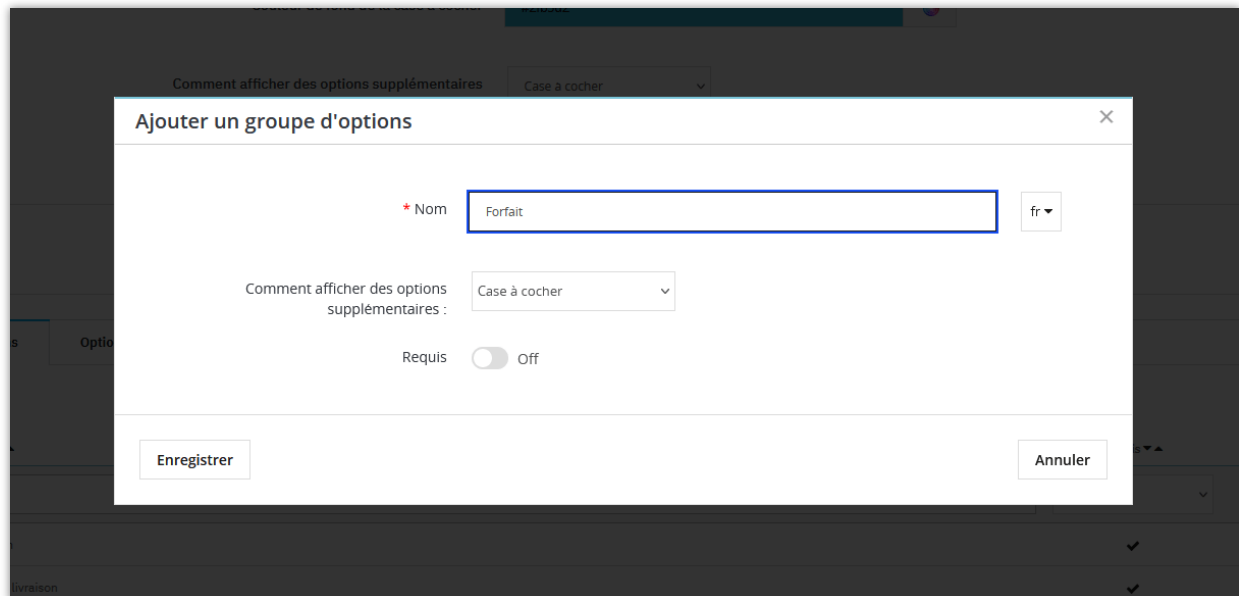 Comment afficher des options supplémentaires
Case à cocher
Ajouter un groupe d'options
×
* Nom
Forfait
fr
Comment afficher des options
supplémentaires :
Case à cocher
Requis
Off
Enregistrer
Annuler
livraison